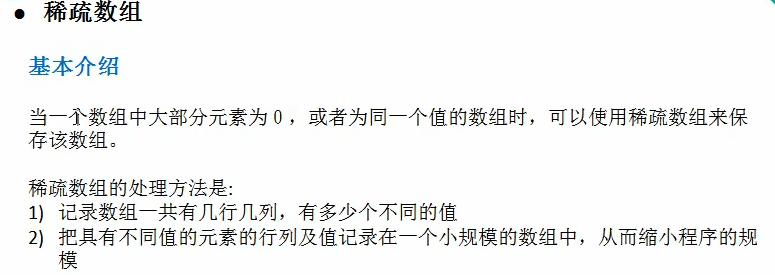 ● 稀疏数组
基本介绍
当一个数组中大部分元素为０，或者为同一个值的数组时，可以使用稀疏数组来保
存该数组。
稀疏数组的处理方法是:
1) 记录数组一共有几行几列，有多少个不同的值
2) 把具有不同值的元素的行列及值记录在一个小规模的数组中，从而缩小程序的规
模